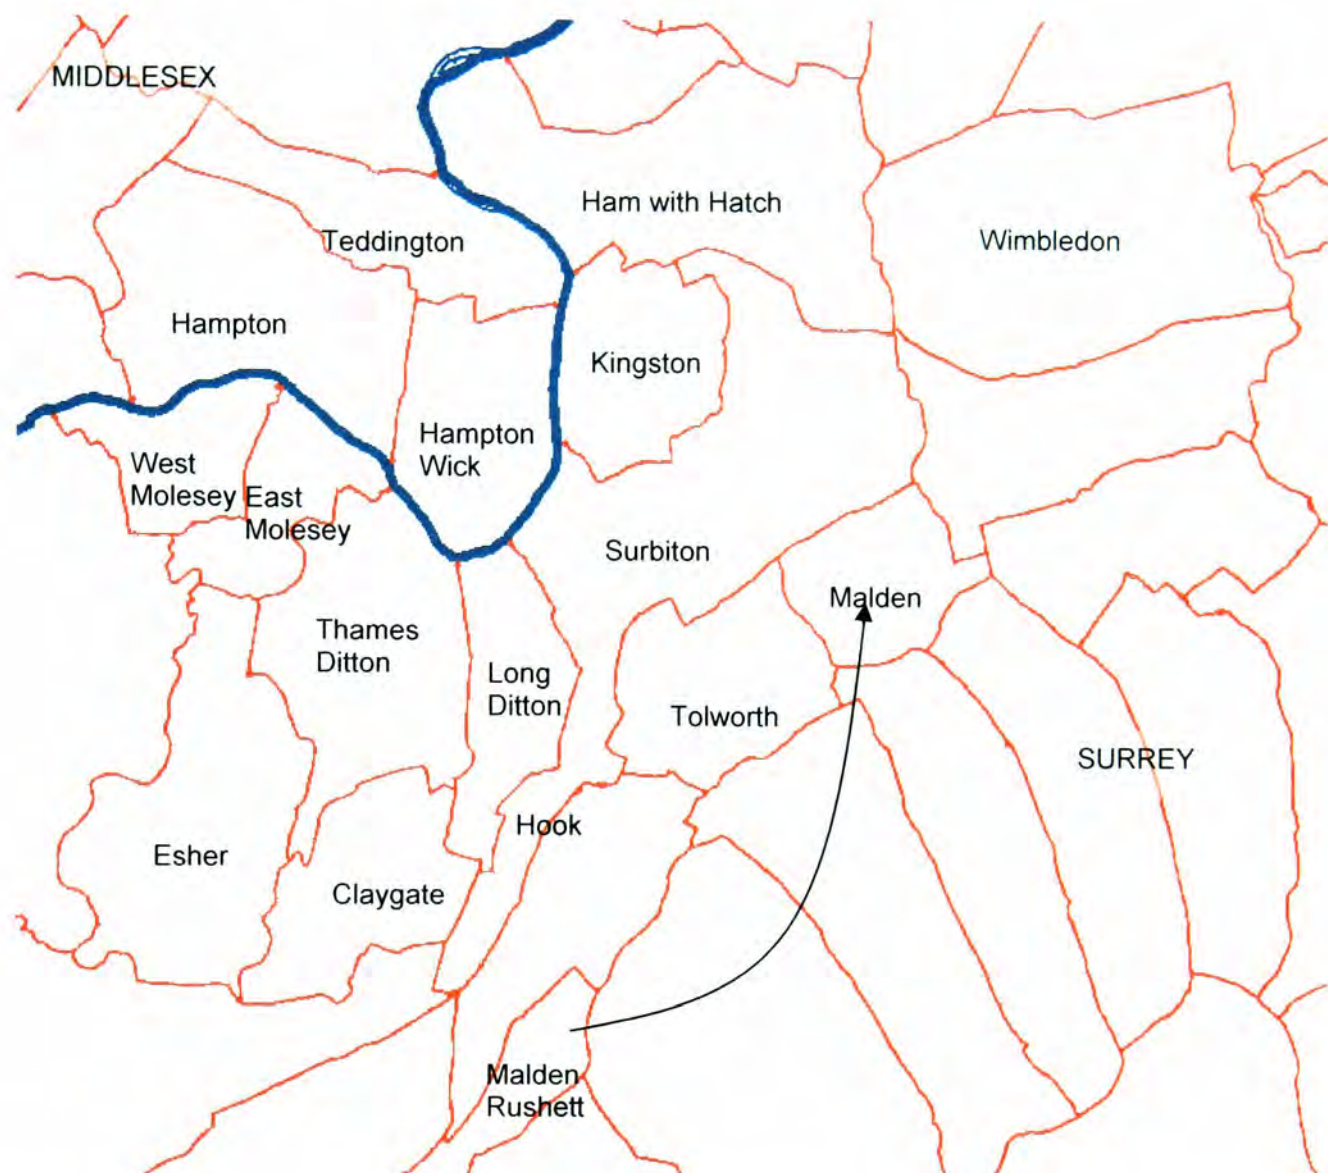 MIDDLESEX
Ham with Hatch
Teddington
Wimbledon
Hampton
Kingston
Hampton
Wick
West
Molesey
East
Molesey
Surbiton
Malden
Thames
Ditton
Long
Ditton
Tolworth
SURREY
Hook
Esher
Claygate
Malden
Rushett